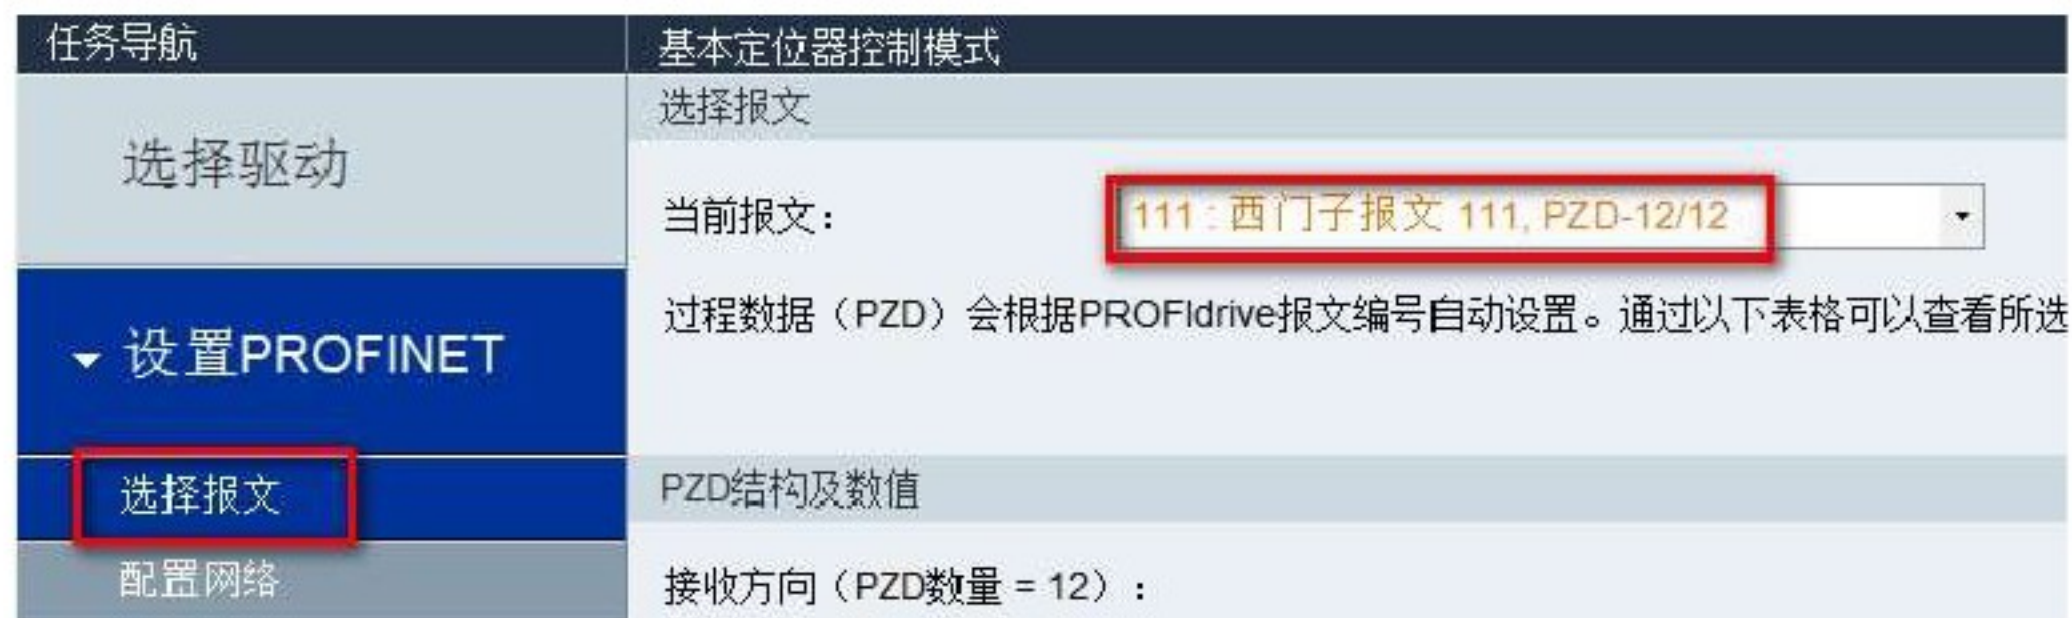 任务导航
选择驱动
设置PROFINET
选择报文
配置网络
基本定位器控制模式
选择报文
当前报文：
111 : 西门子报文 111, PZD-12/12
过程数据（PZD）会根据PROFIdrive报文编号自动设置。通过以下表格可以查看所选
PZD结构及数值
接收方向（PZD数量 = 12）：